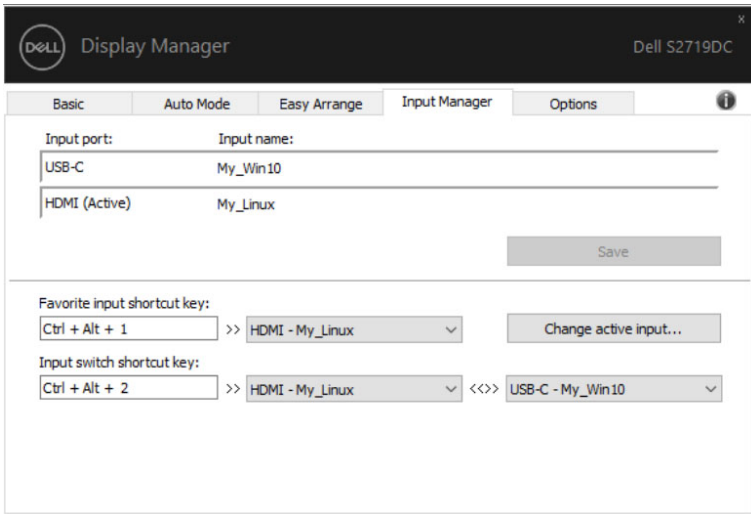 x
DELL Display Manager Dell S2719DC
Basic Auto Mode Easy Arrange Input Manager Options i
Input port: Input name:
USB-C My_Win10
HDMI (Active) My_Linux
Save
Favorite input shortcut key:
Ctrl + Alt + 1 >> HDMI - My_Linux Change active input...
Input switch shortcut key:
Ctrl + Alt + 2 >> HDMI - My_Linux <<>> USB-C - My_Win10